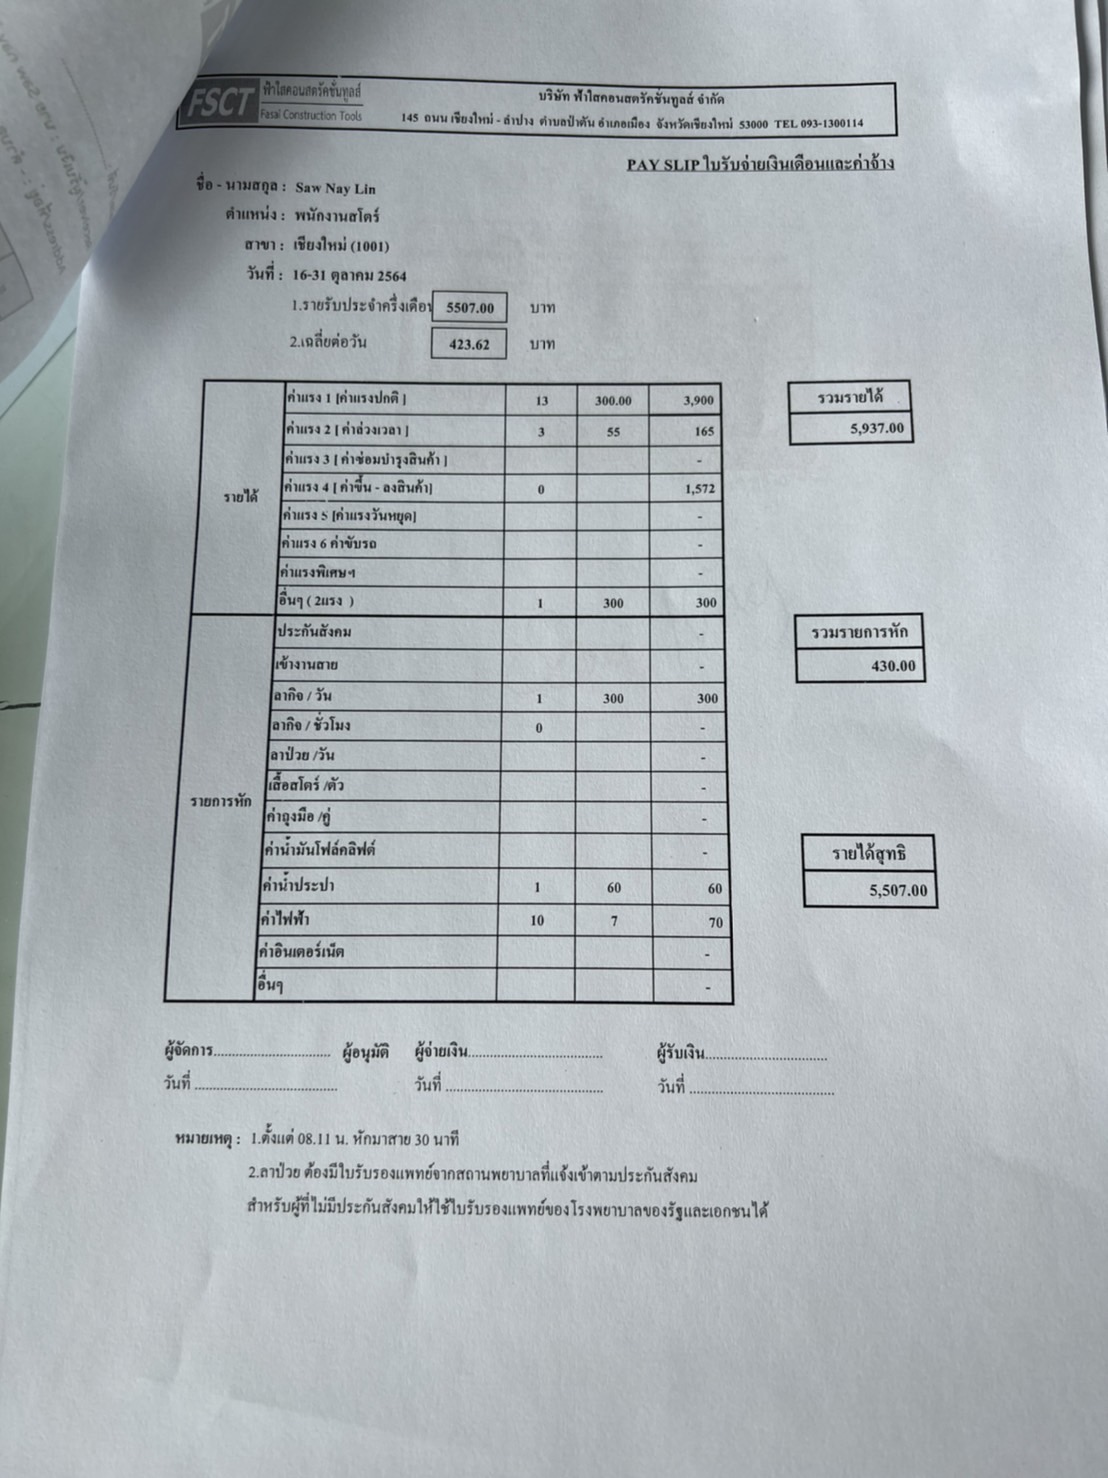 FSCT ฟ้าใสคอนสตรัคชั่นทูลส์
Fasai Construction Tools
บริษัท ฟ้าใสคอนสตรัคชั่นทูลส์ จำกัด
145 ถนน เชียงใหม่ - ลำปาง ตำบลป่าตัน อำเภอเมือง จังหวัดเชียงใหม่ 53000 TEL 093-1300114
PAY SLIP ใบรับจ่ายเงินเดือนและค่าจ้าง
ชื่อ - นามสกุล : Saw Nay Lin
ตำแหน่ง : พนักงานสโตร์
สาขา : เชียงใหม่ (1001)
วันที่ : 16-31 ตุลาคม 2564
1.รายรับประจำครึ่งเดือน 5507.00 บาท
2.เฉลี่ยต่อวัน 423.62 บาท
รายได้
ค่าแรง 1 [ค่าแรงปกติ ] 13 300.00 3,900
ค่าแรง 2 [ ค่าล่วงเวลา ] 3 55 165
ค่าแรง 3 [ ค่าซ่อมบำรุงสินค้า ] -
ค่าแรง 4 [ ค่าขึ้น - ลงสินค้า] 0 1,572
ค่าแรง 5 [ค่าแรงวันหยุด] -
ค่าแรง 6 ค่าขับรถ -
ค่าแรงพิเศษฯ -
อื่นๆ ( 2แรง ) 1 300 300
รวมรายได้
5,937.00
รายการหัก
ประกันสังคม -
เข้างานสาย -
ลากิจ / วัน 1 300 300
ลากิจ / ชั่วโมง 0 -
ลาป่วย /วัน -
เสื้อสโตร์ /ตัว -
ค่าถุงมือ /คู่ -
ค่าน้ำมันโฟล์คลิฟต์ -
ค่าน้ำประปา 1 60 60
ค่าไฟฟ้า 10 7 70
ค่าอินเตอร์เน็ต -
อื่นๆ -
รวมรายการหัก
430.00
รายได้สุทธิ
5,507.00
ผู้จัดการ.............................. ผู้อนุมัติ ผู้จ่ายเงิน.................................. ผู้รับเงิน..............................
วันที่ .................................... วันที่ ........................................ วันที่ ....................................
หมายเหตุ : 1.ตั้งแต่ 08.11 น. หักมาสาย 30 นาที
2.ลาป่วย ต้องมีใบรับรองแพทย์จากสถานพยาบาลที่แจ้งเข้าตามประกันสังคม
สำหรับผู้ที่ไม่มีประกันสังคมให้ใช้ใบรับรองแพทย์ของโรงพยาบาลของรัฐและเอกชนได้